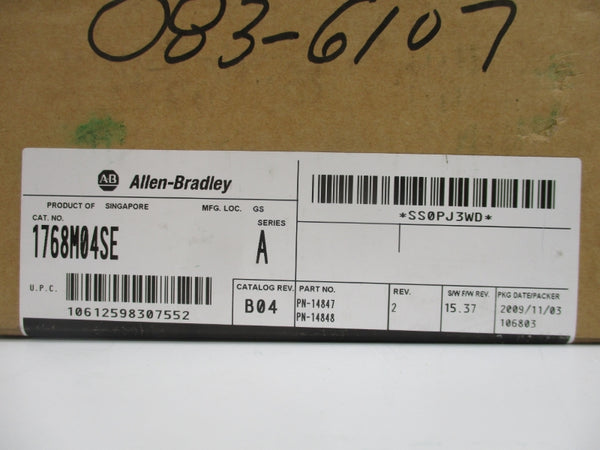 083-6107
AB Allen-Bradley
PRODUCT OF SINGAPORE MFG. LOC. GS
CAT. NO. SERIES
1768M04SE A
U.P.C.
10612598307552
*SS0PJ3WD*
CATALOG REV. PART NO. REV. S/W F/W REV. PKG DATE/PACKER
B04 PN-14847 2 15.37 2009/11/03
PN-14848 106803